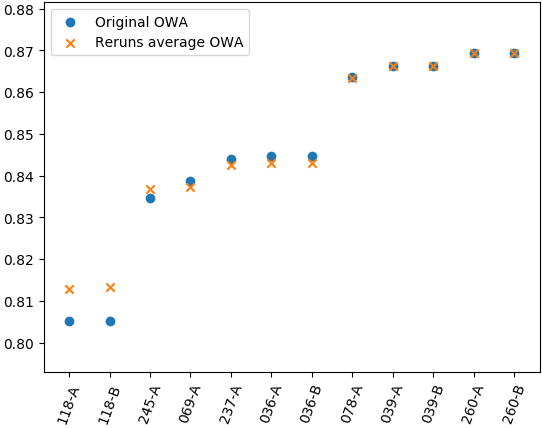 Original OWA
Reruns average OWA
0.88
0.87
0.86
0.85
0.84
0.83
0.82
0.81
0.80
118-A
118-B
245-A
069-A
237-A
036-A
036-B
078-A
039-A
039-B
260-A
260-B